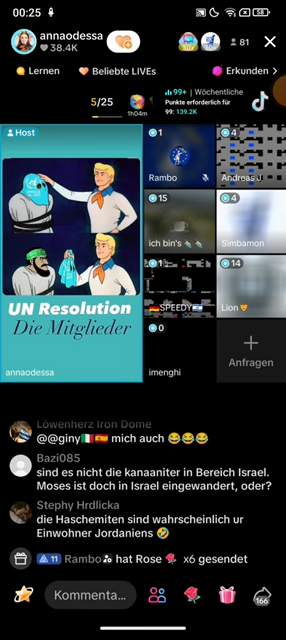 00:25
58
annaodessa
38.4K
81
Lernen
Beliebte LIVEs
Erkunden
5/25
1h04m
99+ | Wöchentliche
Punkte erforderlich für
99: 139.2K
Host
1
Rambo
4
Andreas J
15
ich bin's
4
Simbamon
1
SPEEDY
14
Lion
0
imenghi
Anfragen
UN Resolution
Die Mitglieder
annaodessa
Löwenherz Iron Dome
@@giny mich auch 😂😂😂
Bazi085
sind es nicht die kanaaniter in Bereich Israel.
Moses ist doch in Israel eingewandert, oder?
Stephy Hrdlicka
die Haschemiten sind wahrscheinlich ur
Einwohner Jordaniens 🤣
11 Rambo hat Rose 🌹 x6 gesendet
Kommenta...
166